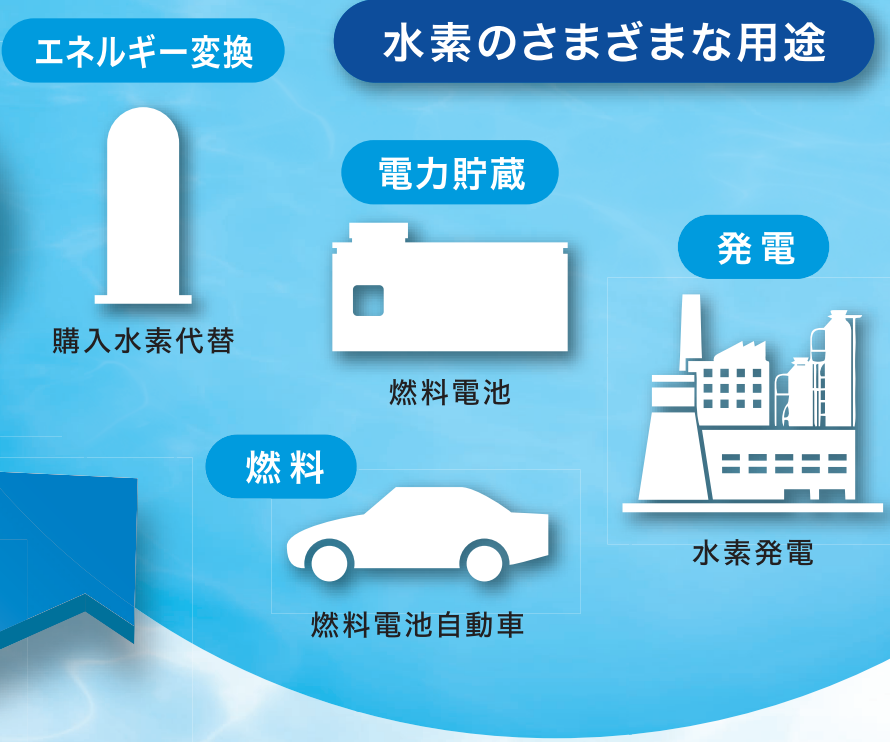 水素のさまざまな用途
エネルギー変換
購入水素代替
電力貯蔵
燃料電池
発電
水素発電
燃料
燃料電池自動車